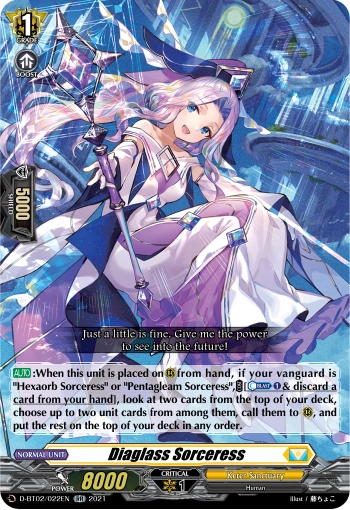 1
GRADE
BOOST
5000
SHIELD
Just a little is fine. Give me the power
to see into the future!
AUTO:When this unit is placed on from hand, if your vanguard is
"Hexaorb Sorceress" or "Pentagleam Sorceress", [ BLAST 1 & discard a
card from your hand], look at two cards from the top of your deck,
choose up to two unit cards from among them, call them to , and
put the rest on the top of your deck in any order.
NORMAL UNIT
Diaglass Sorceress
POWER 8000
CRITICAL
1
Keter Sanctuary
Human
D-BT02/022EN RR 2021
Illust / 藤ちょこ